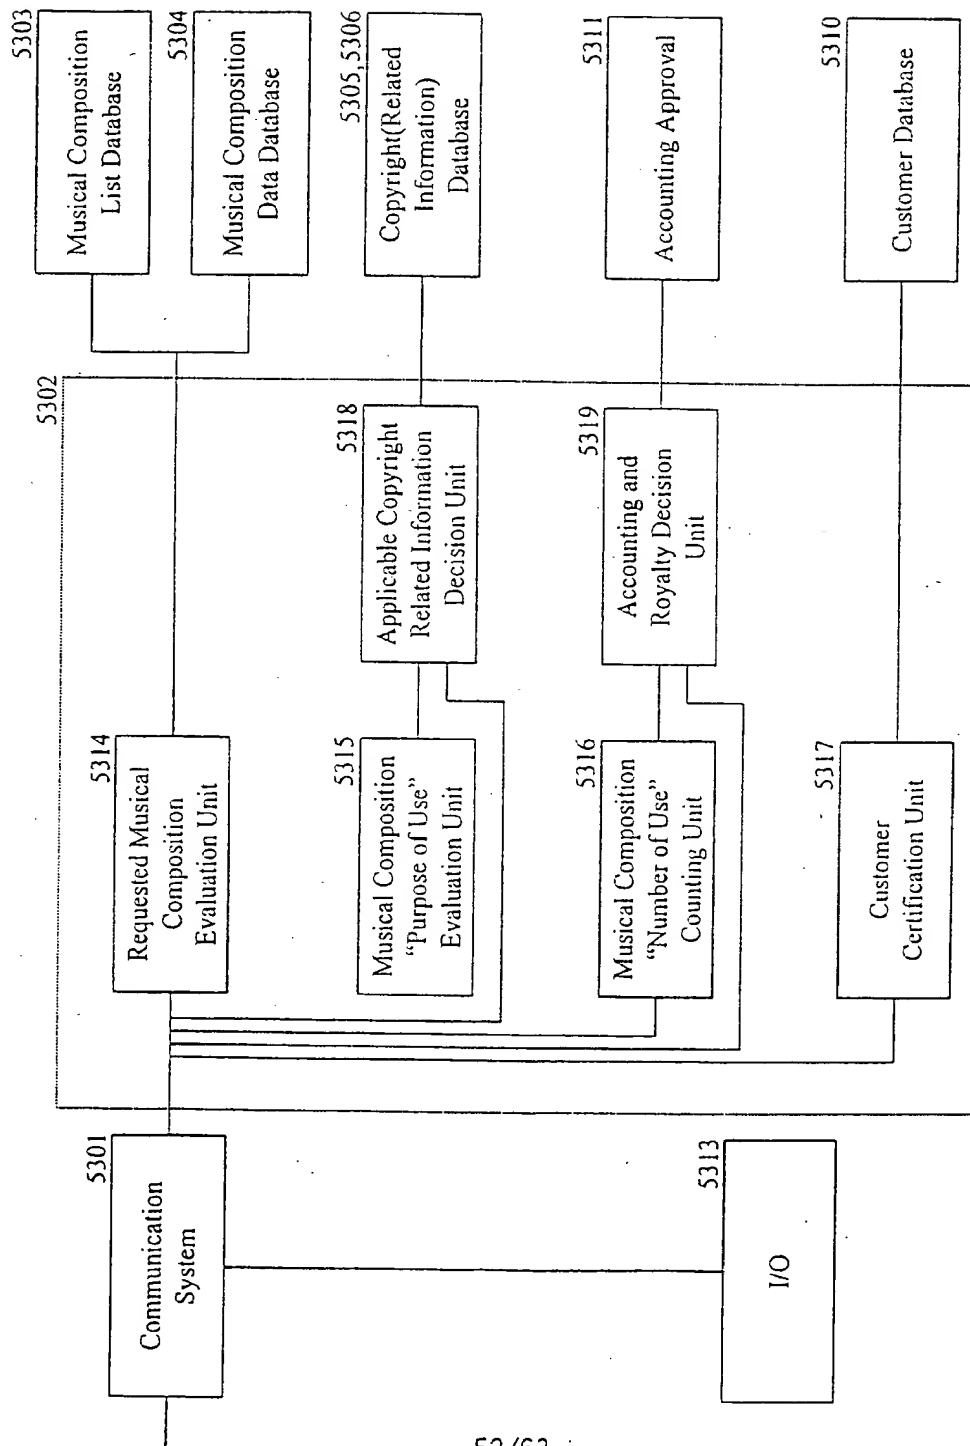 5301
Communication
System
5313
I/O
5302
5314
Requested Musical
Composition
Evaluation Unit
5315
Musical Composition
“Purpose of Use”
Evaluation Unit
5316
Musical Composition
“Number of Use”
Counting Unit
5317
Customer
Certification Unit
5318
Applicable Copyright
Related Information
Decision Unit
5319
Accounting and
Royalty Decision
Unit
5303
Musical Composition
List Database
5304
Musical Composition
Data Database
5305,5306
Copyright(Related
Information)
Database
5311
Accounting Approval
5310
Customer Database